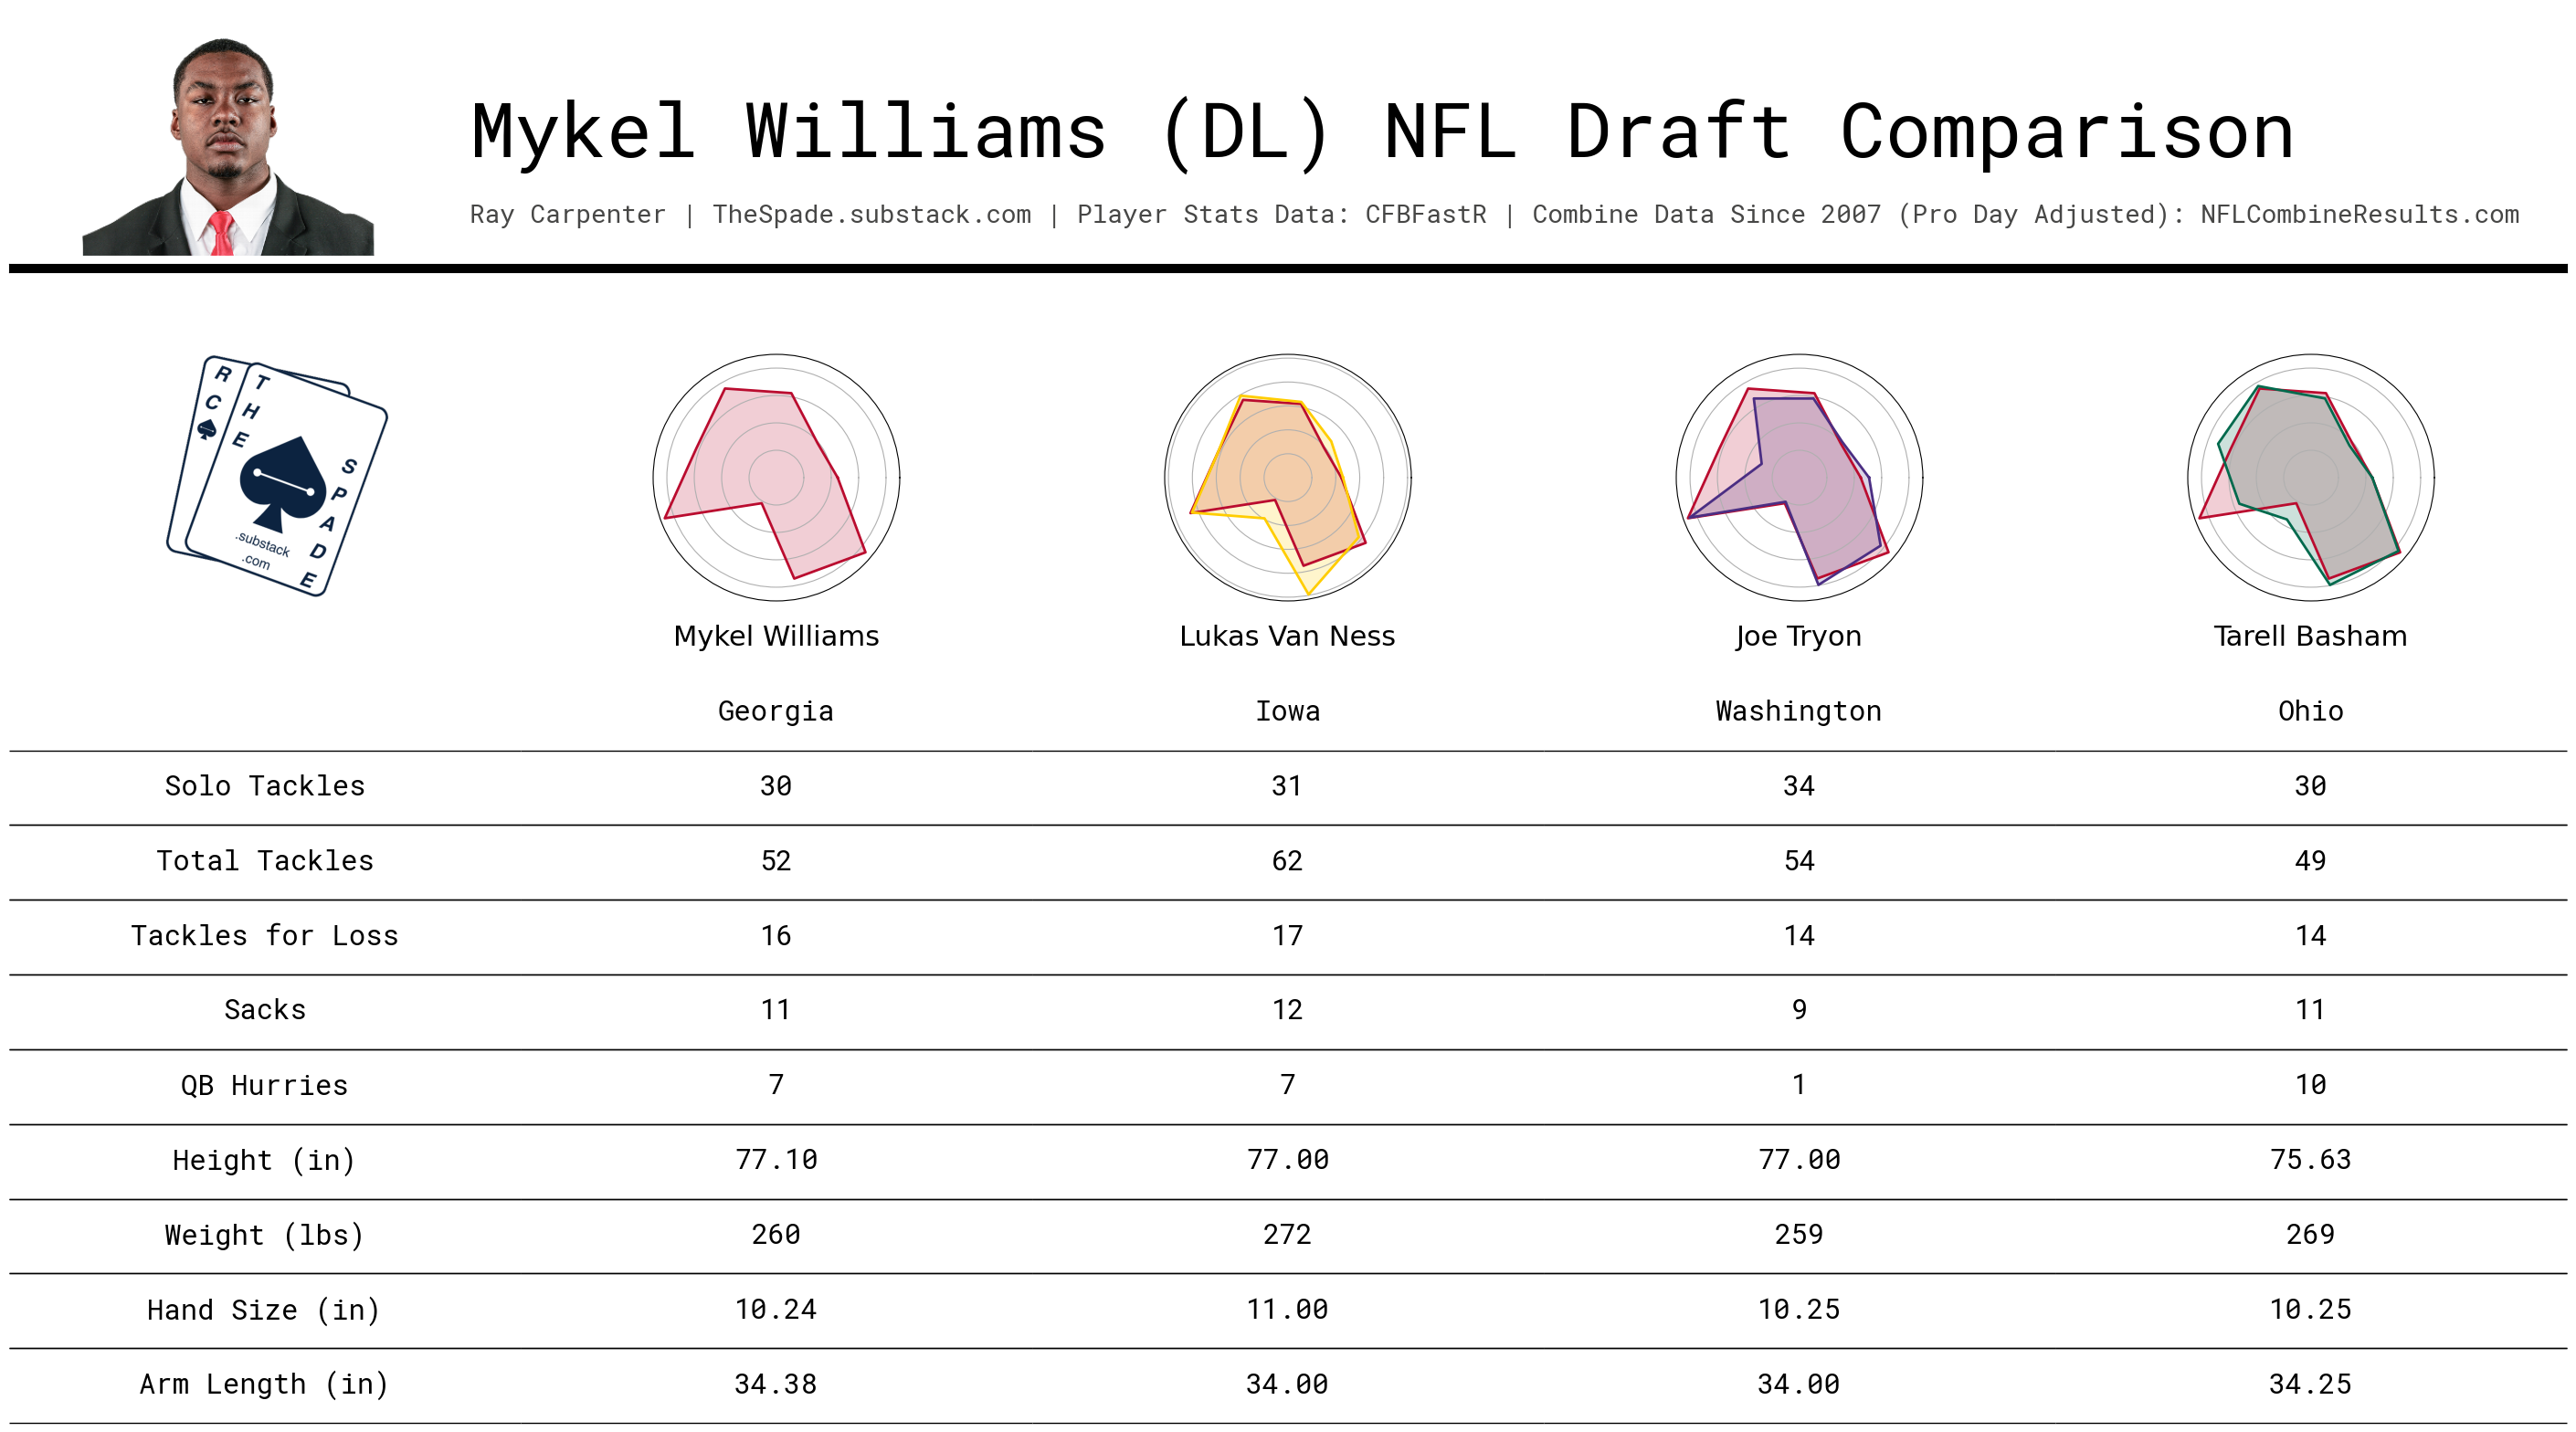 Mykel Williams (DL) NFL Draft Comparison
Ray Carpenter | TheSpade.substack.com | Player Stats Data: CFBFastR | Combine Data Since 2007 (Pro Day Adjusted): NFLCombineResults.com
RC
THE
SPADE
.substack
.com
Mykel Williams Lukas Van Ness Joe Tryon Tarell Basham
Georgia Iowa Washington Ohio
Solo Tackles 30 31 34 30
Total Tackles 52 62 54 49
Tackles for Loss 16 17 14 14
Sacks 11 12 9 11
QB Hurries 7 7 1 10
Height (in) 77.10 77.00 77.00 75.63
Weight (lbs) 260 272 259 269
Hand Size (in) 10.24 11.00 10.25 10.25
Arm Length (in) 34.38 34.00 34.00 34.25